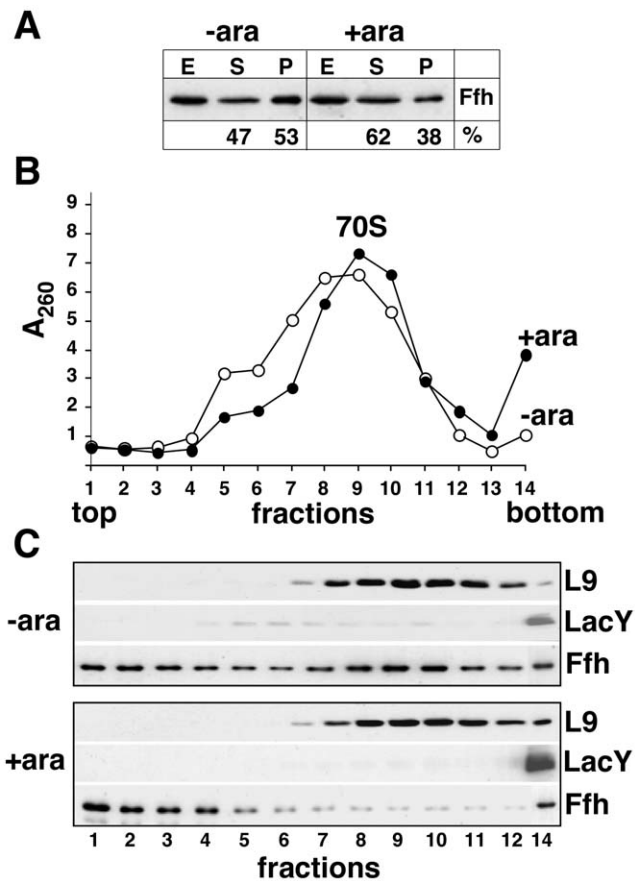 A
-ara +ara
E S P E S P
Ffh
47 53 62 38 %
B
9
8
7
6
5
4
3
2
1
A260
70S
+ara
-ara
1 2 3 4 5 6 7 8 9 10 11 12 13 14
top fractions bottom
C
-ara
L9
LacY
Ffh
+ara
L9
LacY
Ffh
1 2 3 4 5 6 7 8 9 10 11 12 14
fractions